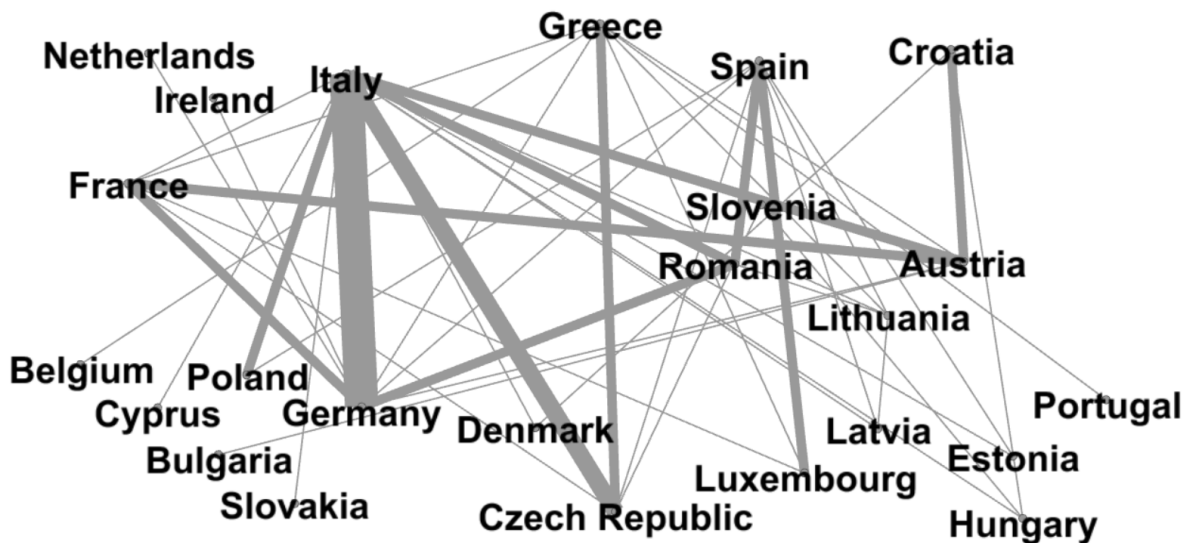 Greece
Netherlands
Italy
Spain
Croatia
Ireland
France
Slovenia
Romania
Austria
Lithuania
Belgium
Poland
Cyprus
Germany
Denmark
Latvia
Portugal
Bulgaria
Luxembourg
Estonia
Slovakia
Czech Republic
Hungary